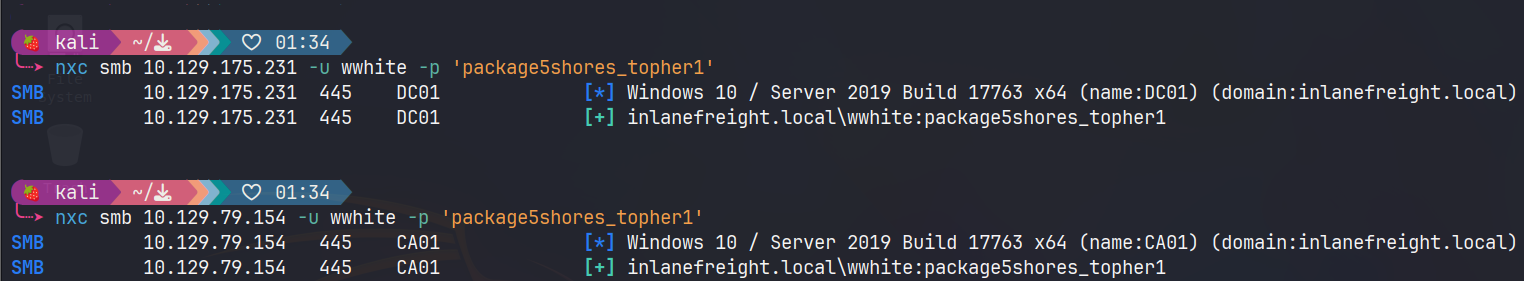 kali ~/ 01:34
nxc smb 10.129.175.231 -u wwhite -p 'package5shores_topher1'
SMB 10.129.175.231 445 DC01 [*] Windows 10 / Server 2019 Build 17763 x64 (name:DC01) (domain:inlanefreight.local)
SMB 10.129.175.231 445 DC01 [+] inlanefreight.local\wwhite:package5shores_topher1
kali ~/ 01:34
nxc smb 10.129.79.154 -u wwhite -p 'package5shores_topher1'
SMB 10.129.79.154 445 CA01 [*] Windows 10 / Server 2019 Build 17763 x64 (name:CA01) (domain:inlanefreight.local)
SMB 10.129.79.154 445 CA01 [+] inlanefreight.local\wwhite:package5shores_topher1